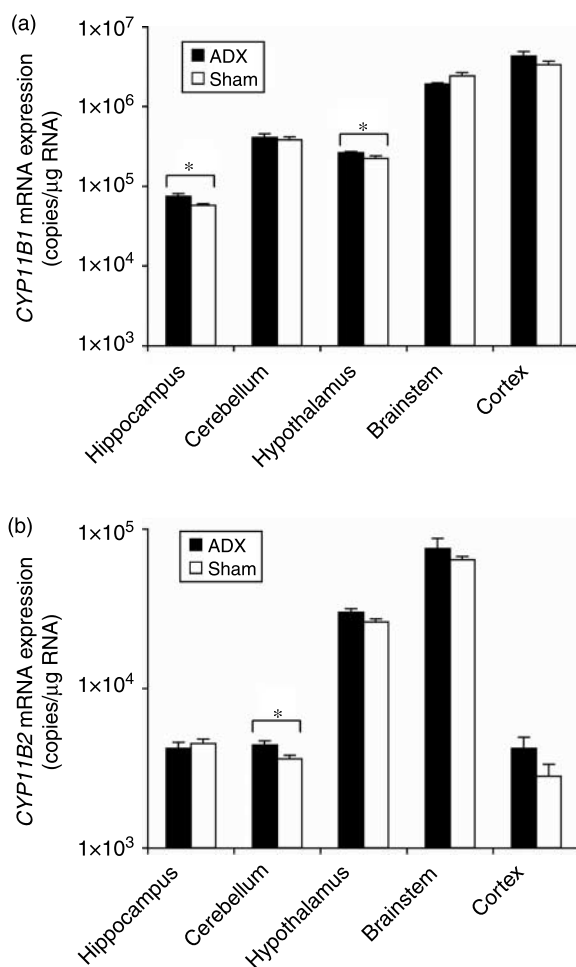 (a)
1×10⁷
1×10⁶
1×10⁵
1×10⁴
1×10³
CYP11B1 mRNA expression
(copies/µg RNA)
ADX
Sham
*
*
Hippocampus
Cerebellum
Hypothalamus
Brainstem
Cortex
(b)
1×10⁵
1×10⁴
1×10³
CYP11B2 mRNA expression
(copies/µg RNA)
ADX
Sham
*
Hippocampus
Cerebellum
Hypothalamus
Brainstem
Cortex